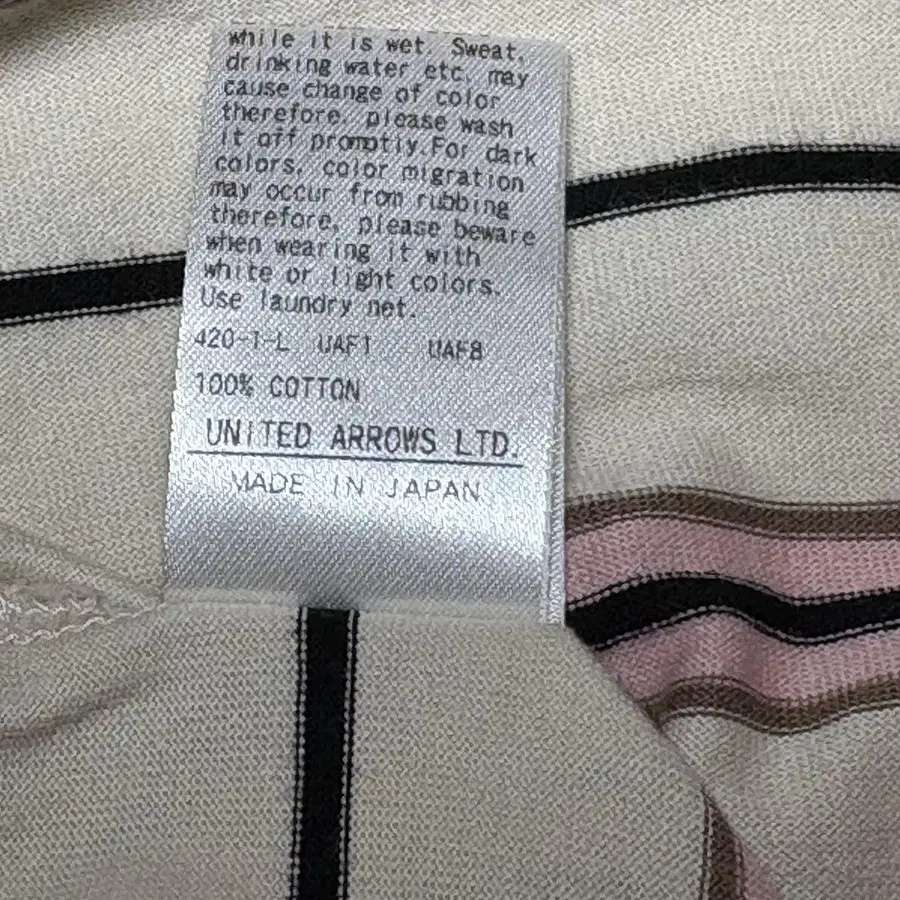 while it is wet. Sweat,
drinking water etc. may
cause change of color
therefore, please wash
it off promptly.For dark
colors, color migration
may occur from rubbing
therefore, please beware
when wearing it with
white or light colors.
Use laundry net.
420-1-L UAF1 UAF8
100% COTTON
UNITED ARROWS LTD.
MADE IN JAPAN